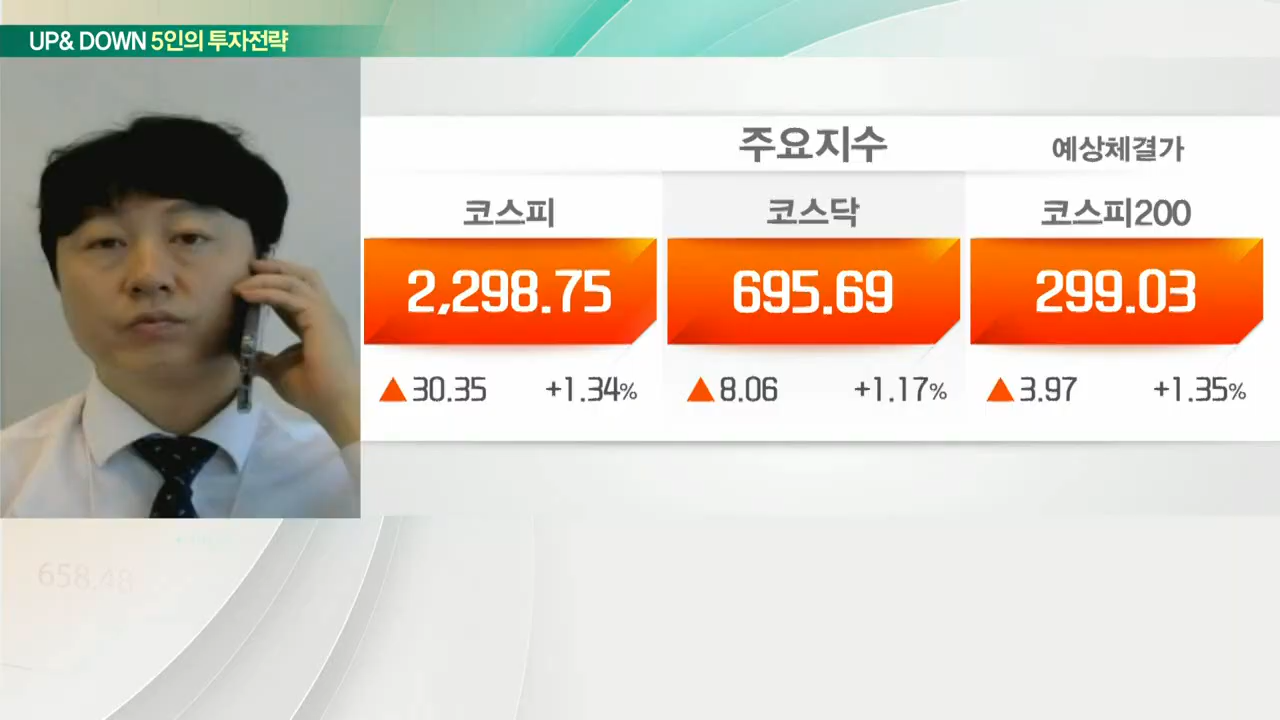 UP& DOWN 5인의 투자전략
주요지수
예상체결가
코스피
코스닥
코스피200
2,298.75
695.69
299.03
▲30.35 +1.34%
▲8.06 +1.17%
▲3.97 +1.35%
658.48